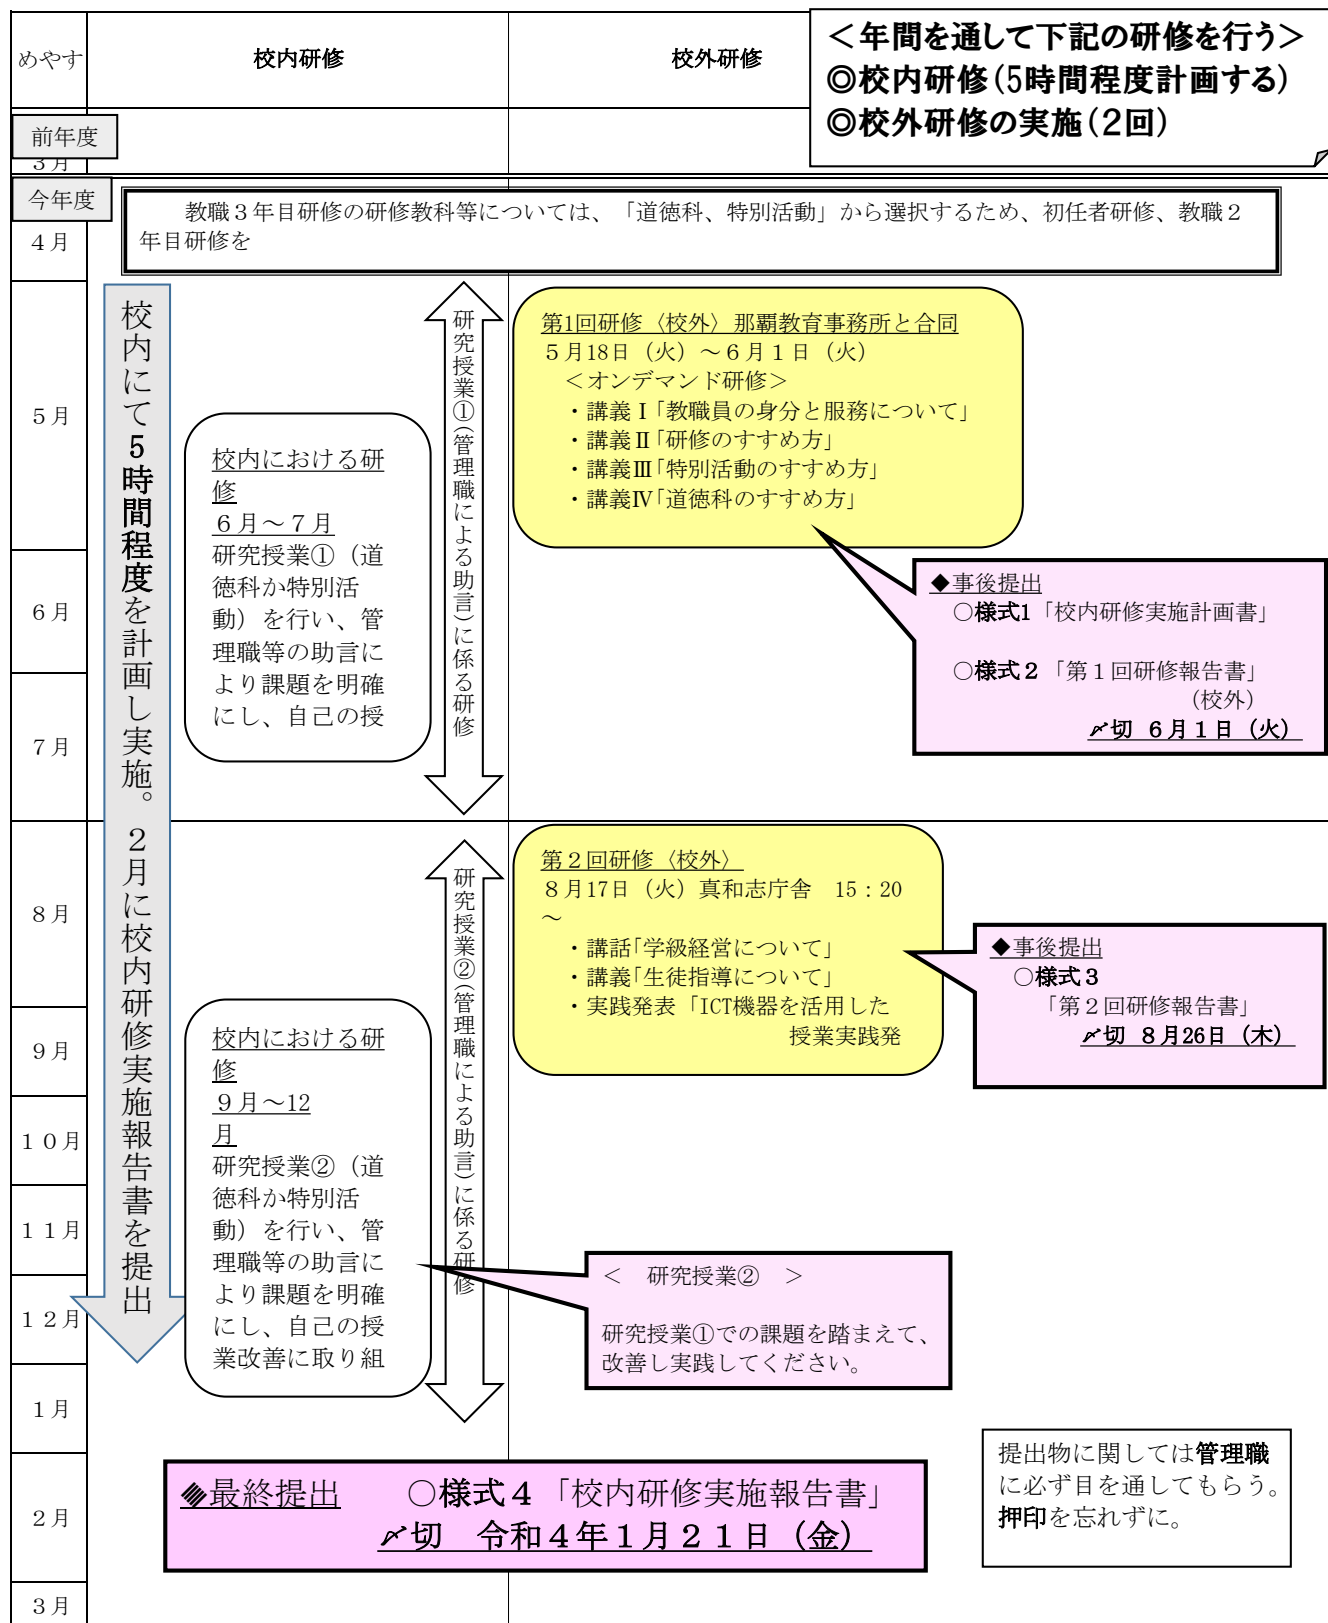 めやす
校内研修
校外研修
＜年間を通して下記の研修を行う＞
◎校内研修（5時間程度計画する）
◎校外研修の実施（2回）
前年度
3月
今年度
4月
教職３年目研修の研修教科等については、「道徳科、特別活動」から選択するため、初任者研修、教職２
年目研修を
校内にて5時間程度を計画し実施。２月に校内研修実施報告書を提出
研究授業①（管理職による助言）に係る研修
第1回研修〈校外〉那覇教育事務所と合同
５月18日（火）～６月１日（火）
＜オンデマンド研修＞
・講義Ⅰ「教職員の身分と服務について」
・講義Ⅱ「研修のすすめ方」
・講義Ⅲ「特別活動のすすめ方」
・講義Ⅳ「道徳科のすすめ方」
5月
校内における研
修
６月～７月
研究授業①（道
徳科か特別活
動）を行い、管
理職等の助言に
より課題を明確
にし、自己の授
◆事後提出
○様式1「校内研修実施計画書」
○様式２「第１回研修報告書」
（校外）
〆切 ６月１日（火）
6月
7月
8月
研究授業②（管理職による助言）に係る研修
第２回研修〈校外〉
８月17日（火）真和志庁舎　15：20
～
・講話「学級経営について」
・講義「生徒指導について」
・実践発表「ICT機器を活用した
授業実践発
◆事後提出
○様式３
「第２回研修報告書」
〆切 ８月26日（木）
9月
校内における研
修
９月～12
月
研究授業②（道
徳科か特別活
動）を行い、管
理職等の助言に
より課題を明確
にし、自己の授
業改善に取り組
10月
11月
12月
＜　研究授業②　＞
研究授業①での課題を踏まえて、
改善し実践してください。
1月
2月
◆最終提出　○様式４「校内研修実施報告書」
〆切　令和４年１月２１日（金）
提出物に関しては管理職
に必ず目を通してもらう。
押印を忘れずに。
3月